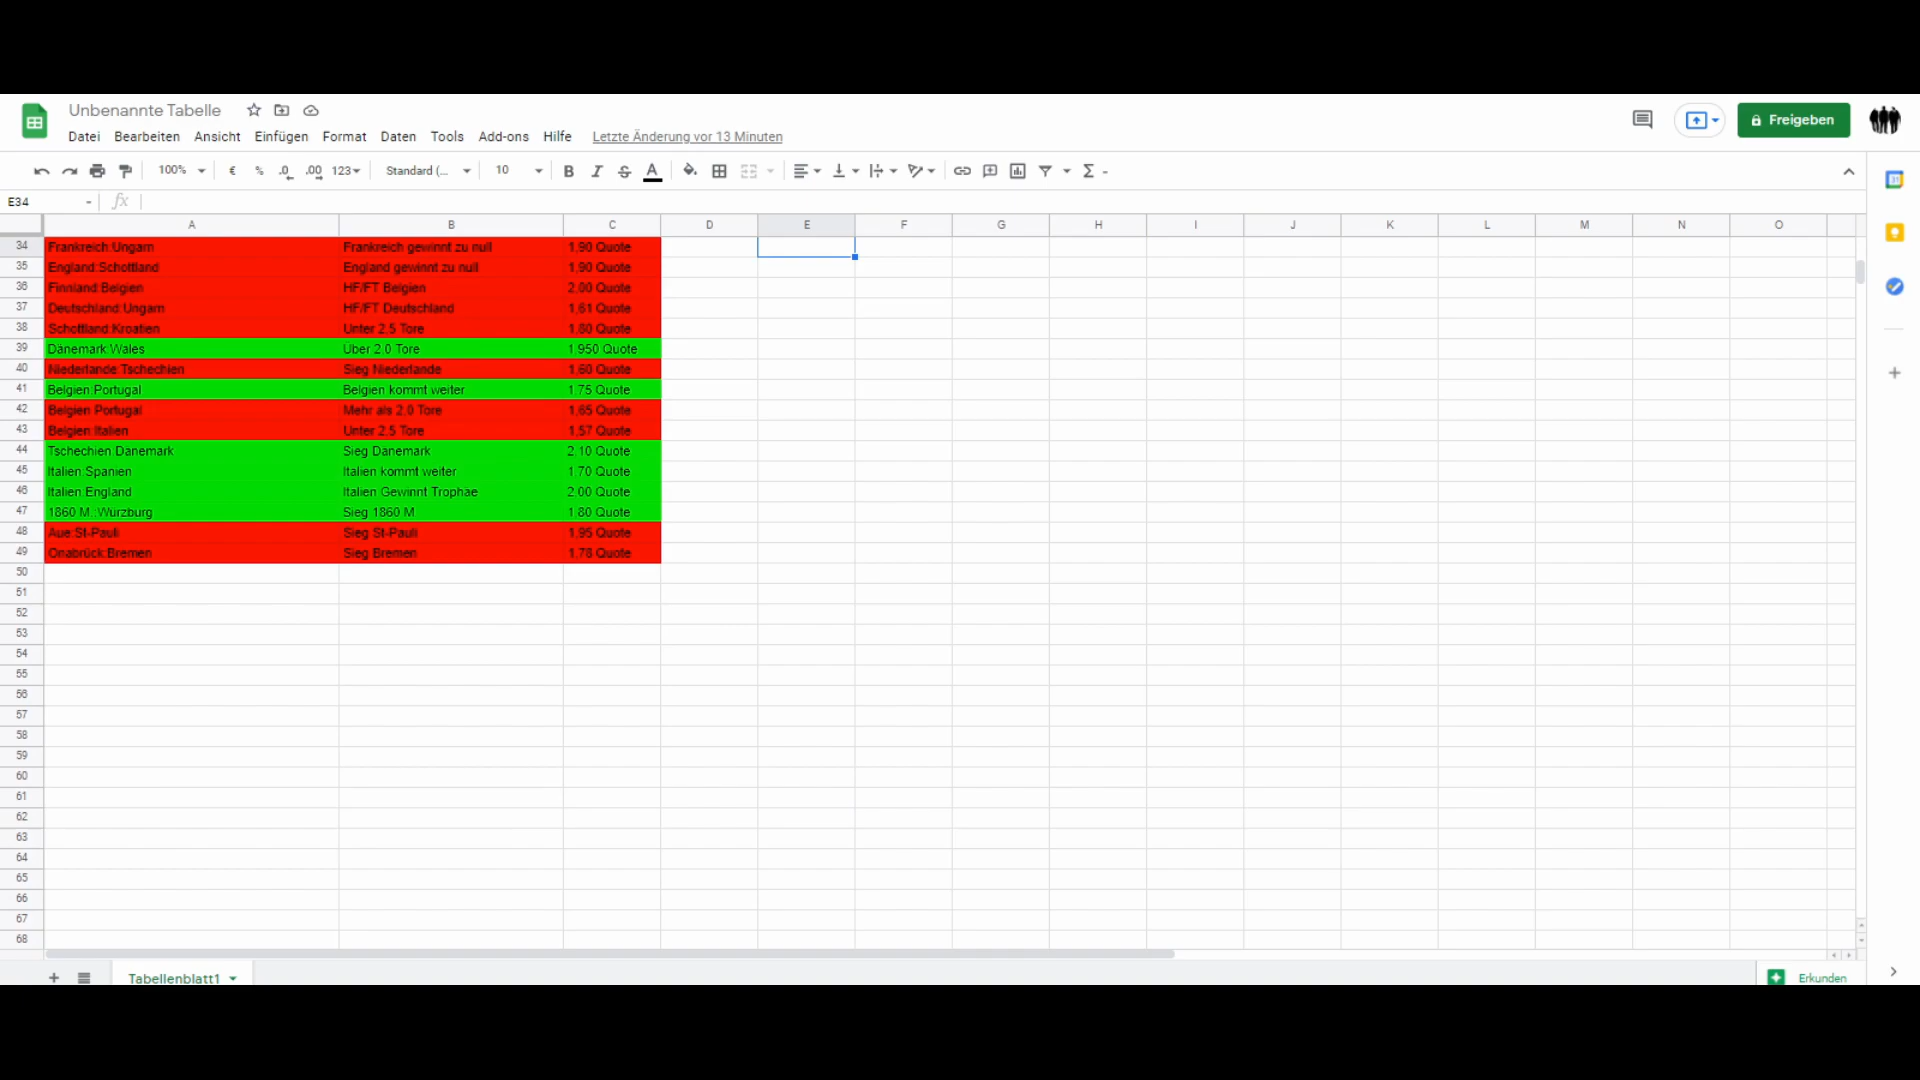 Unbenannte Tabelle
Datei Bearbeiten Ansicht Einfügen Format Daten Tools Add-ons Hilfe Letzte Änderung vor 13 Minuten
Freigeben
100% € % .0 .00 123 Standard (... 10 B I S A Σ
31
E34 fx
A B C D E F G H I J K L M N O
34 Frankreich:Ungarn Frankreich gewinnt zu null 1,90 Quote
35 England:Schottland England gewinnt zu null 1,90 Quote
36 Finnland:Belgien HF/FT Belgien 2,00 Quote
37 Deutschland:Ungarn HF/FT Deutschland 1,61 Quote
38 Schottland:Kroatien Unter 2,5 Tore 1,80 Quote
39 Dänemark:Wales Über 2,0 Tore 1,950 Quote
40 Niederlande:Tschechien Sieg Niederlande 1,60 Quote
41 Belgien:Portugal Belgien kommt weiter 1,75 Quote
42 Belgien:Portugal Mehr als 2,0 Tore 1,65 Quote
43 Belgien:Italien Unter 2,5 Tore 1,57 Quote
44 Tschechien:Dänemark Sieg Dänemark 2,10 Quote
45 Italien:Spanien Italien kommt weiter 1,70 Quote
46 Italien:England Italien Gewinnt Trophäe 2,00 Quote
47 1860 M.:Würzburg Sieg 1860 M 1,80 Quote
48 Aue:St-Pauli Sieg St-Pauli 1,95 Quote
49 Onabrück:Bremen Sieg Bremen 1,78 Quote
50
51
52
53
54
55
56
57
58
59
60
61
62
63
64
65
66
67
68
Tabellenblatt1
Erkunden